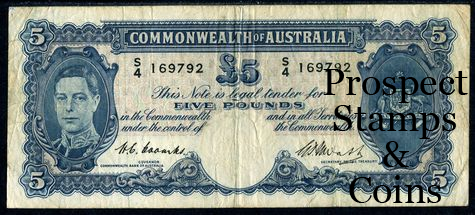 5 COMMONWEALTH OF AUSTRALIA 5
S/4 169792 £5 S/4 169792
This Note is legal tender for
FIVE POUNDS
in the Commonwealth and in all Terr
under the control of the Commonwea
GOVERNOR
COMMONWEALTH BANK OF AUSTRALIA
SECRETARY TO THE TREASURY
5 5
Prospect
Stamps
&
Coins